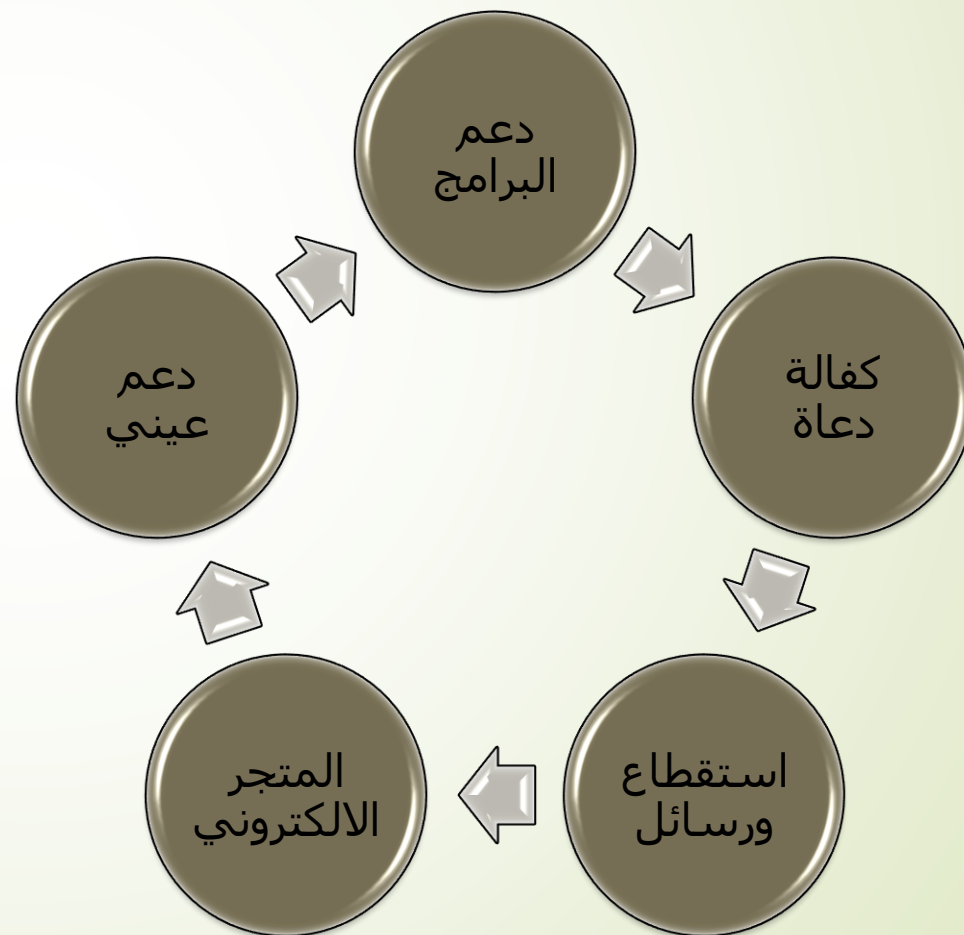 دعم
البرامج
كفالة
دعاة
استقطاع
ورسائل
المتجر
الالكتروني
دعم
عيني